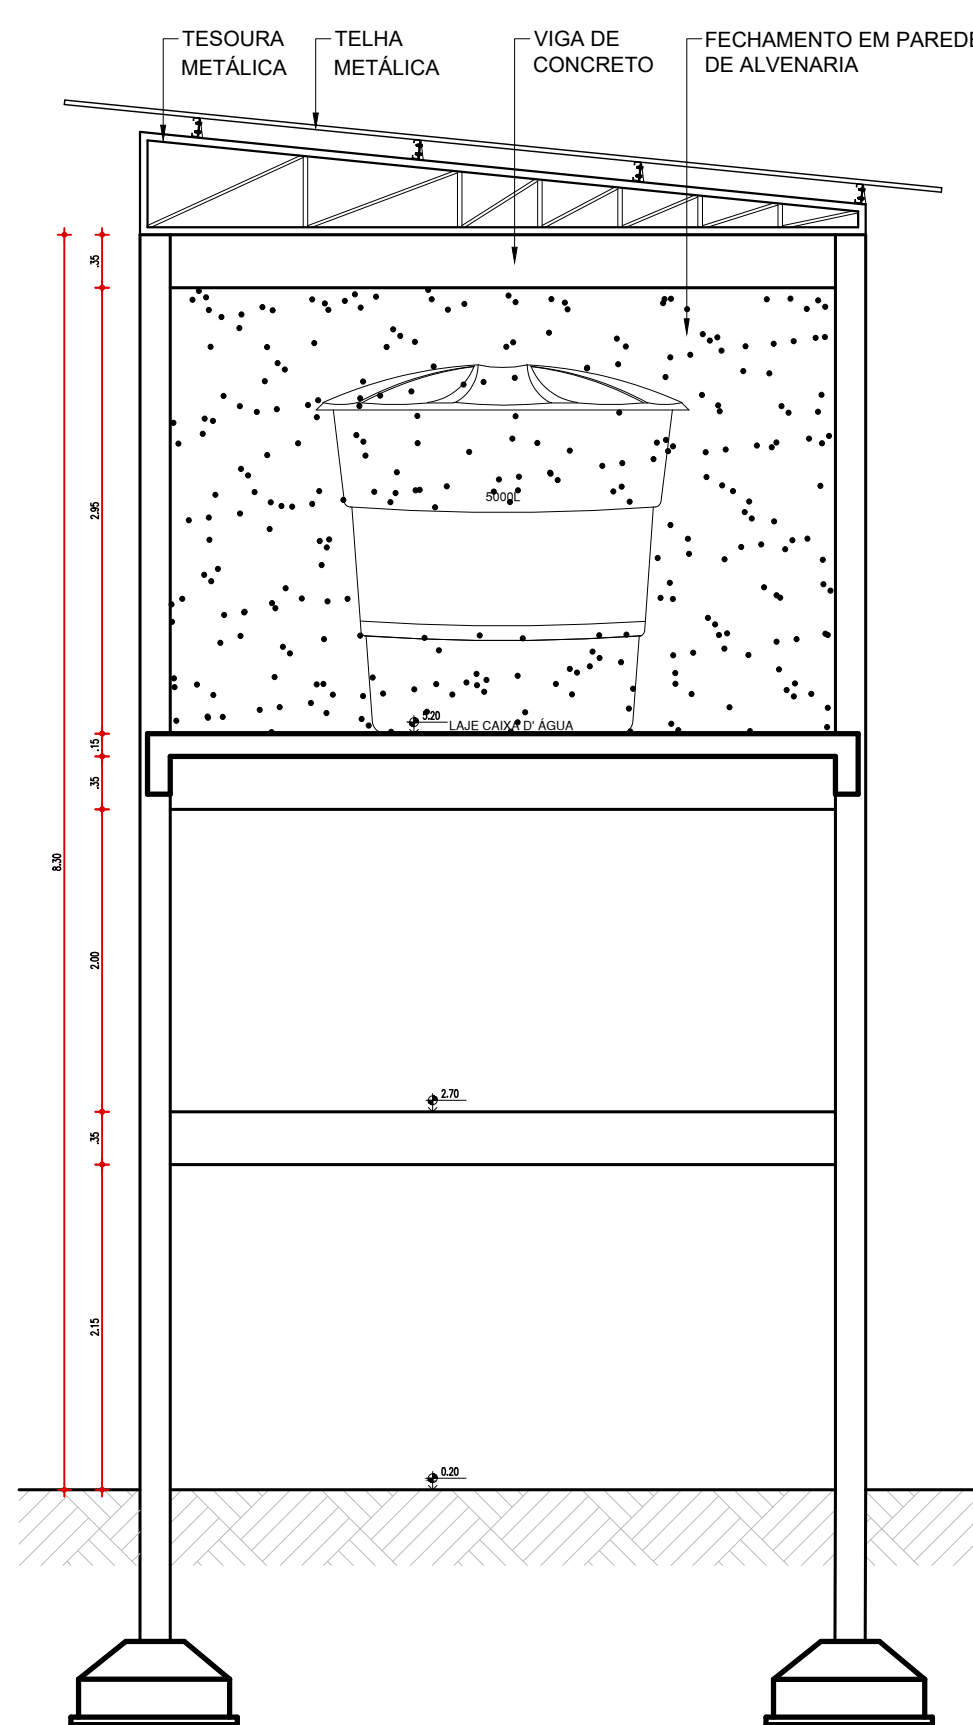 TESOURA
METÁLICA
TELHA
METÁLICA
VIGA DE
CONCRETO
FECHAMENTO EM PAREDE
DE ALVENARIA
.35
2.95
5000L
5.20
LAJE CAIXA D' ÁGUA
.15
.35
8.30
2.00
2.70
.35
2.15
0.20